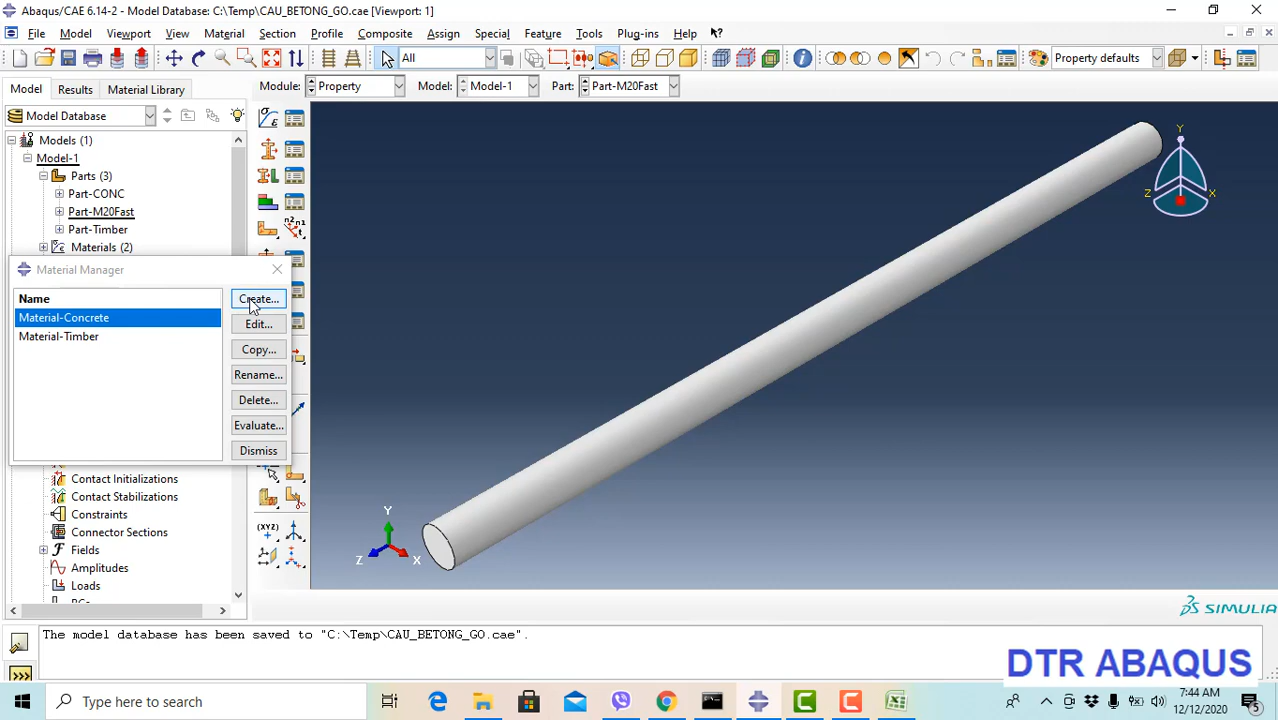 Abaqus/CAE 6.14-2 - Model Database: C:\Temp\CAU_BETONG_GO.cae [Viewport: 1]
File Model Viewport View Material Section Profile Composite Assign Special Feature Tools Plug-ins Help
All
Property defaults
Model Results Material Library
Module: Property Model: Model-1 Part: Part-M20Fast
Model Database
Models (1)
Model-1
Parts (3)
Part-CONC
Part-M20Fast
Part-Timber
Materials (2)
Material Manager
Name
Material-Concrete
Material-Timber
Create...
Edit...
Copy...
Rename...
Delete...
Evaluate...
Dismiss
Contact Initializations
Contact Stabilizations
Constraints
Connector Sections
Fields
Amplitudes
Loads
Y
Z X
Y
Z X
SIMULIA
The model database has been saved to "C:\Temp\CAU_BETONG_GO.cae".
DTR ABAQUS
Type here to search
7:44 AM
12/12/2020
5